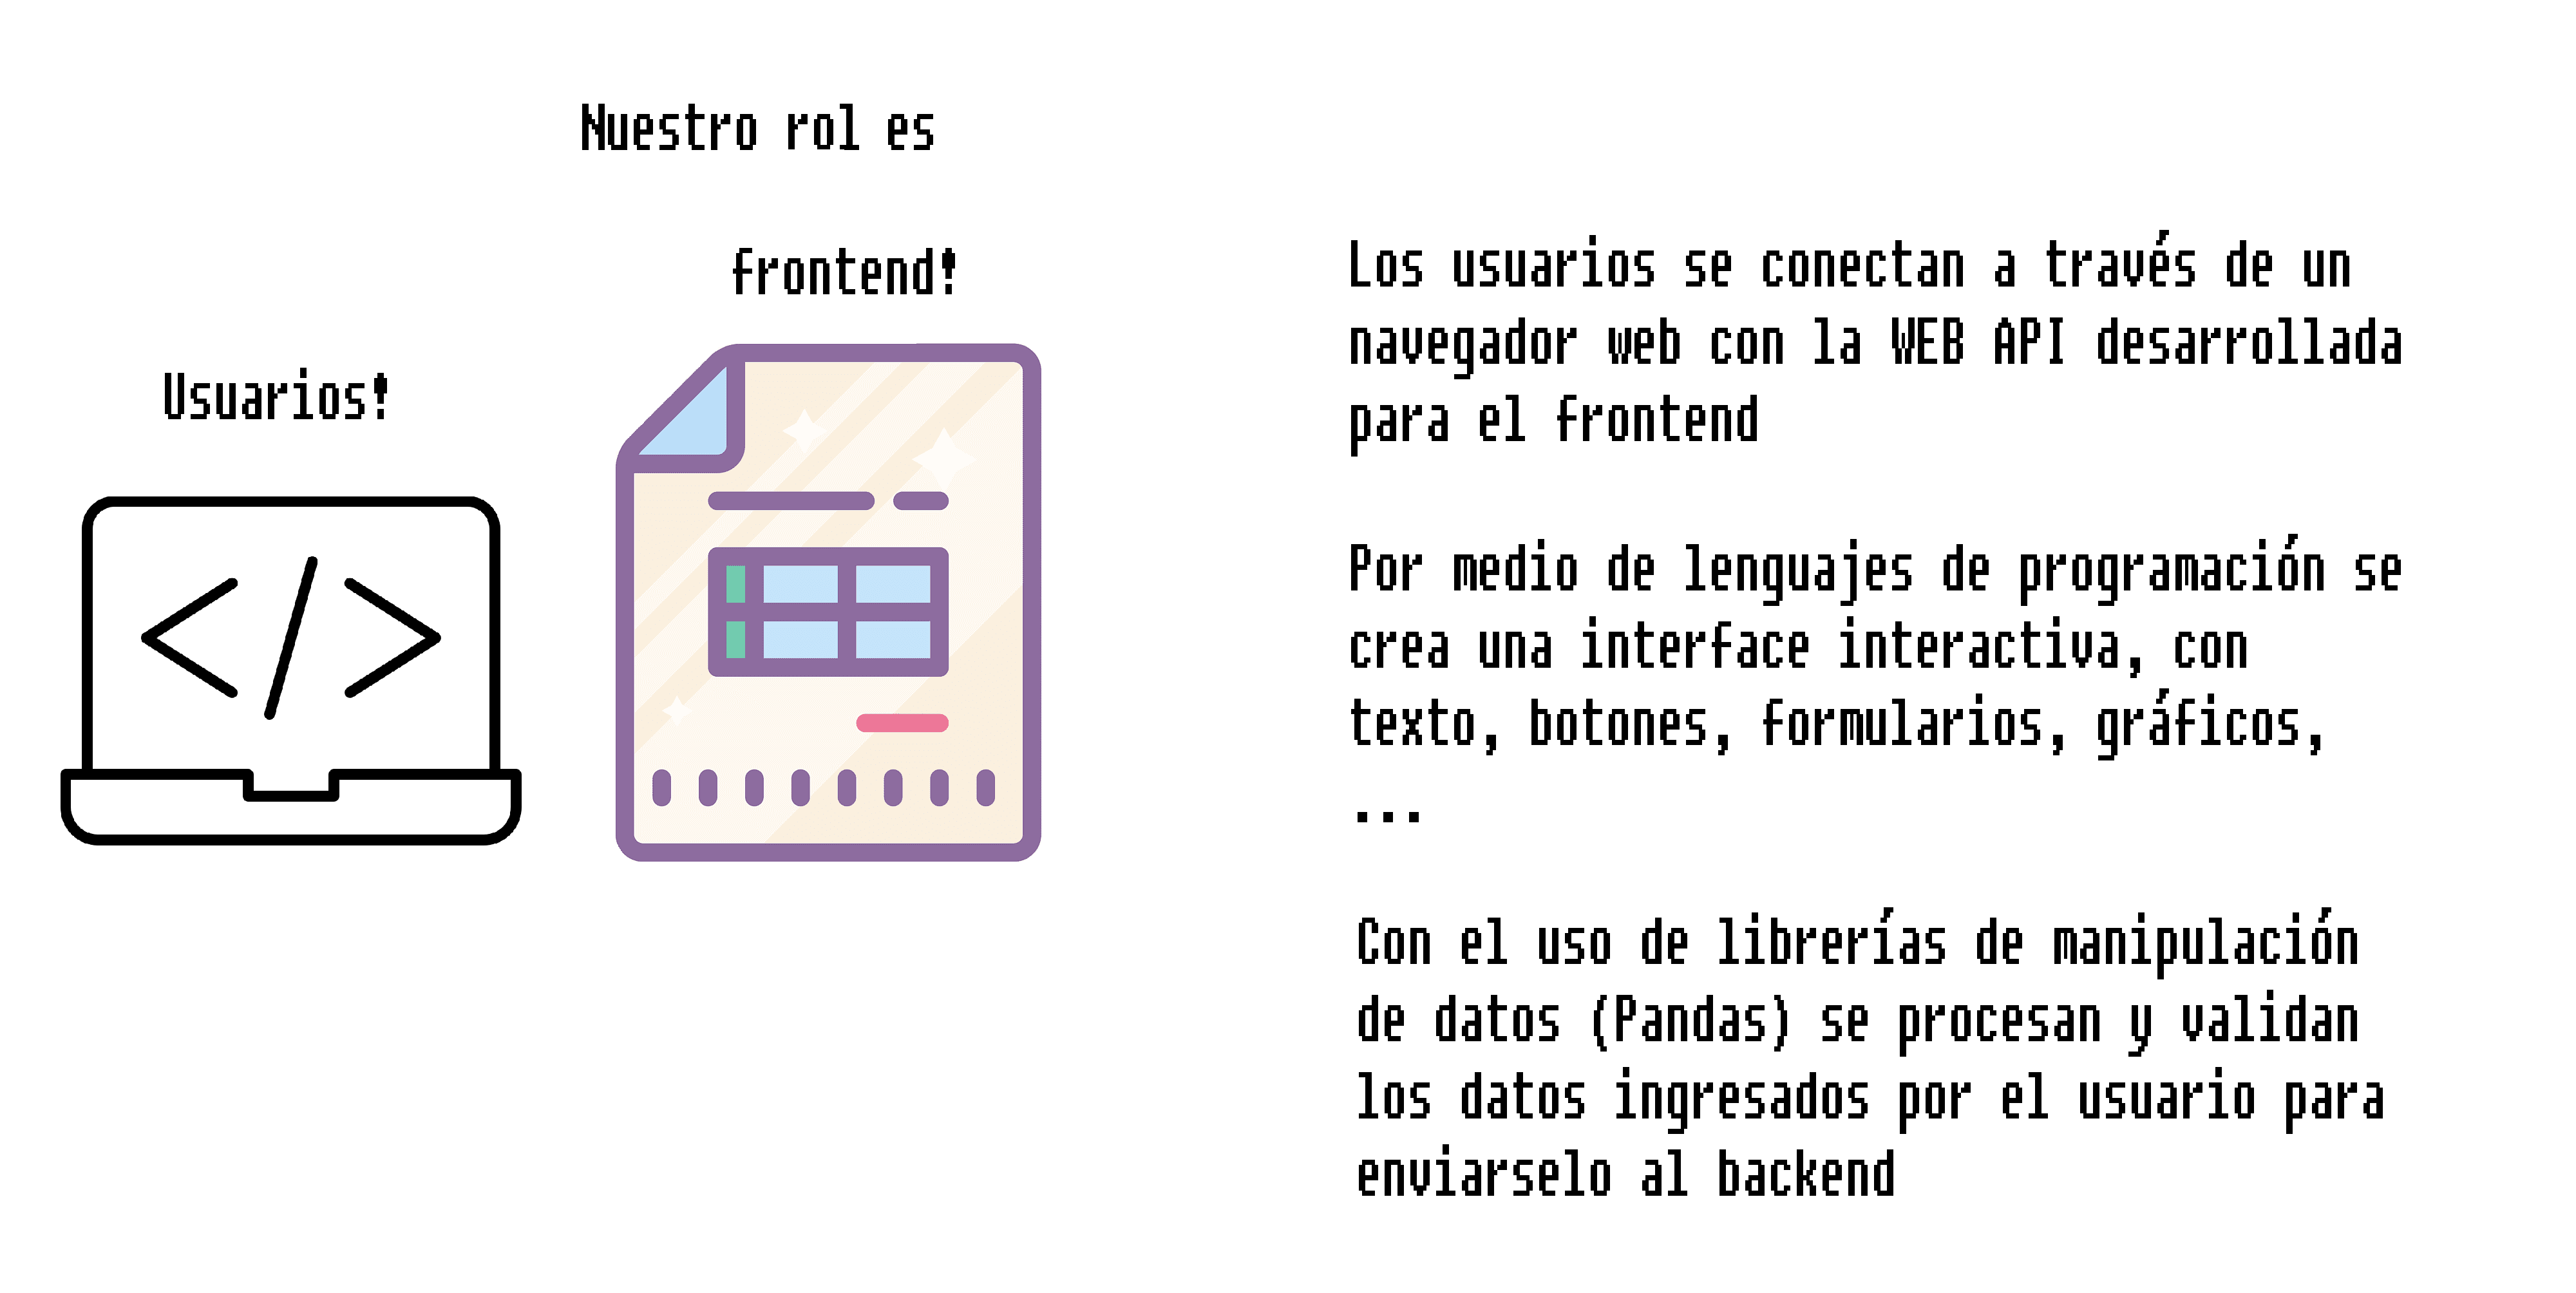 Nuestro rol es
frontend!
Usuarios!
Los usuarios se conectan a través de un
navegador web con la WEB API desarrollada
para el frontend
Por medio de lenguajes de programación se
crea una interface interactiva, con
texto, botones, formularios, gráficos,
...
Con el uso de librerías de manipulación
de datos (Pandas) se procesan y validan
los datos ingresados por el usuario para
enviarselo al backend